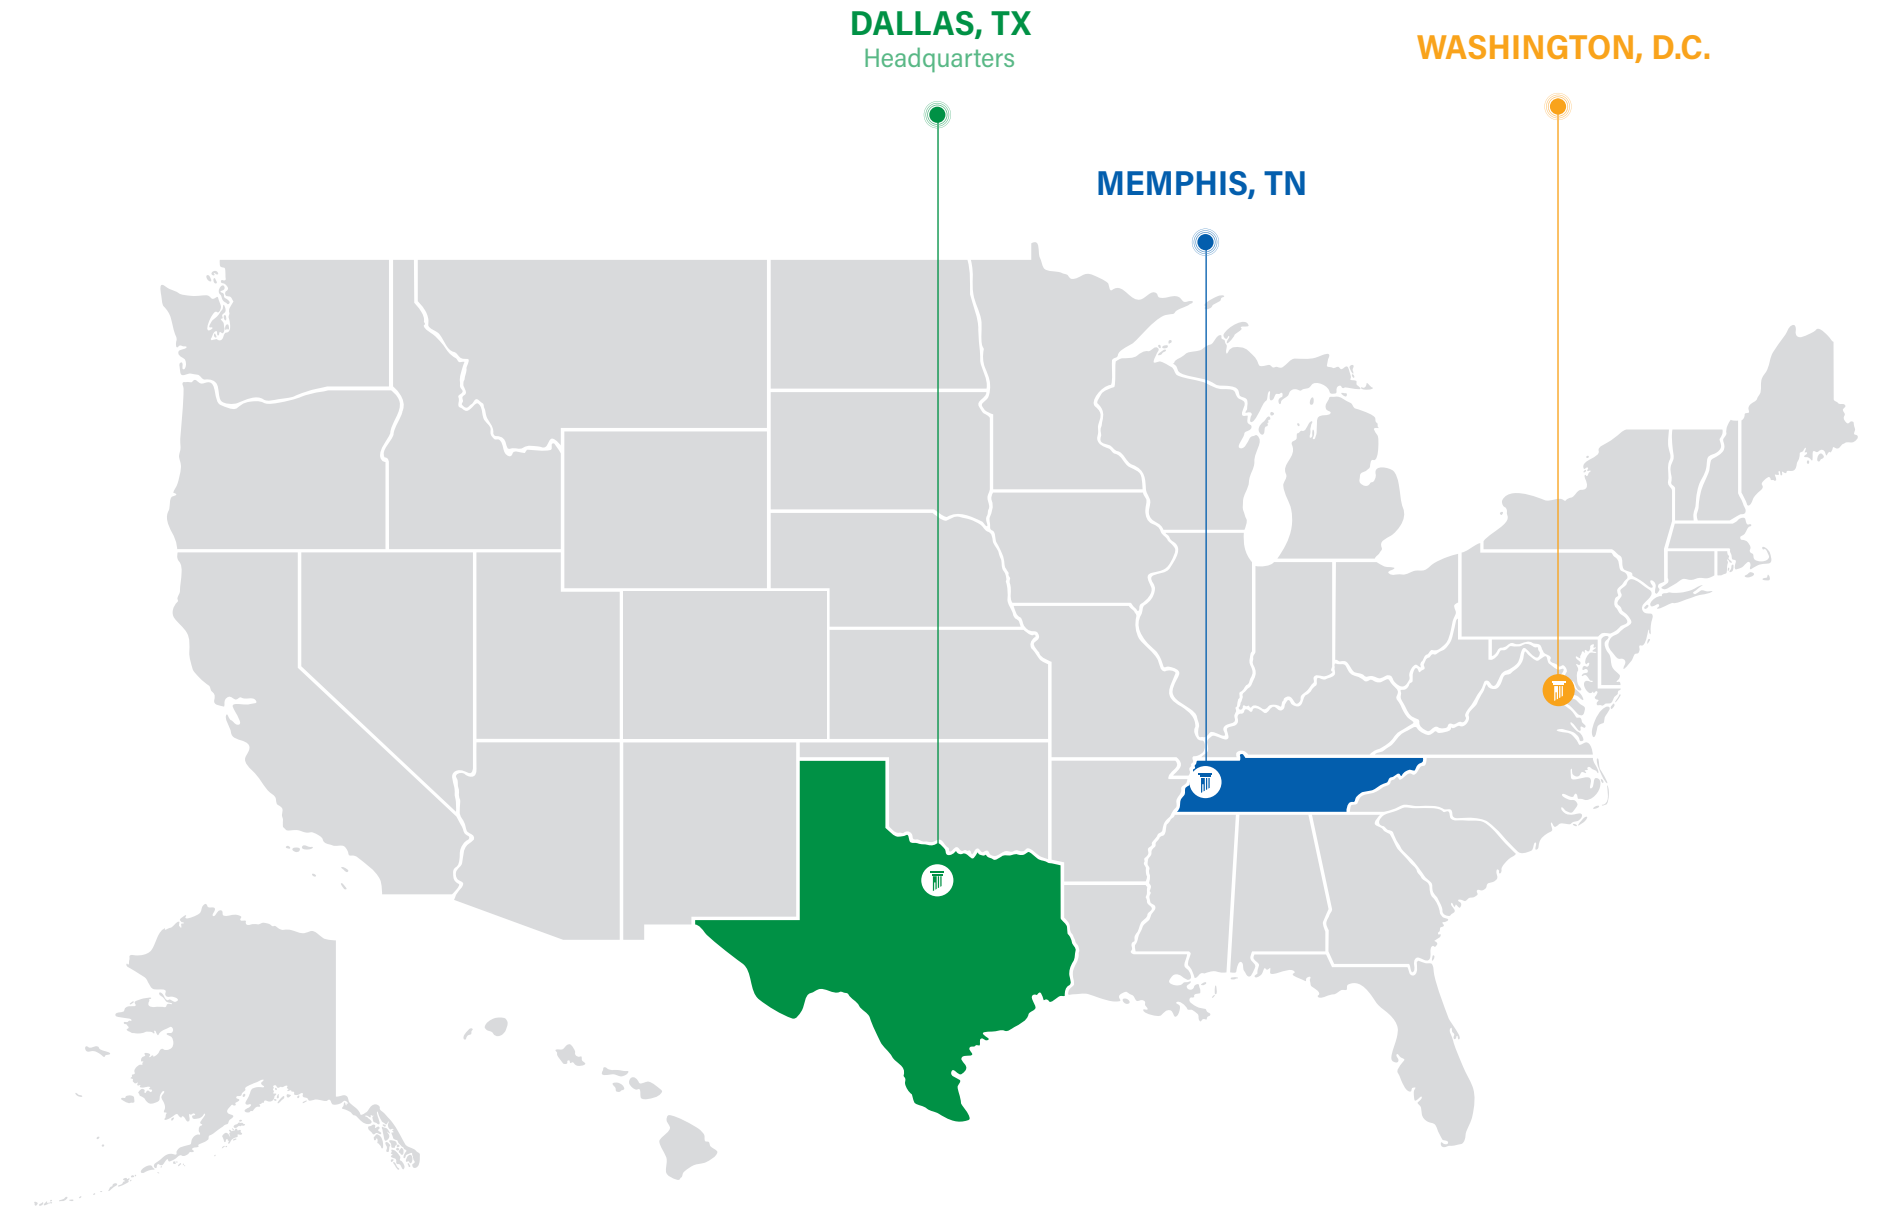 DALLAS, TX
Headquarters
WASHINGTON, D.C.
MEMPHIS, TN